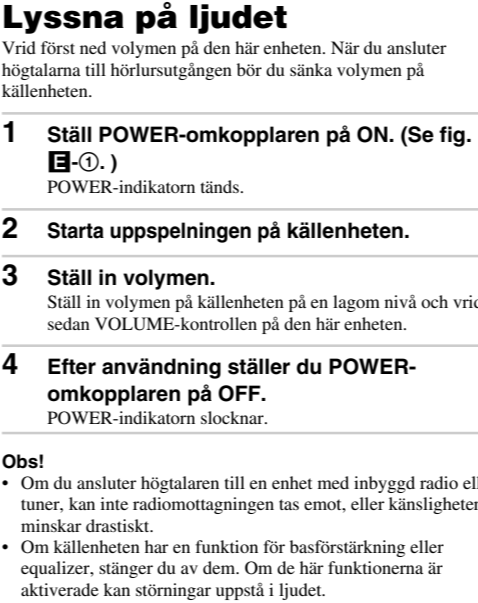 Lyssna på ljudet
Vrid först ned volymen på den här enheten. När du ansluter
högtalarna till hörlursutgången bör du sänka volymen på
källenheten.
1 Ställ POWER-omkopplaren på ON. (Se fig.
E-①. )
POWER-indikatorn tänds.
2 Starta uppspelningen på källenheten.
3 Ställ in volymen.
Ställ in volymen på källenheten på en lagom nivå och vrid
sedan VOLUME-kontrollen på den här enheten.
4 Efter användning ställer du POWER-
omkopplaren på OFF.
POWER-indikatorn slocknar.
Obs!
• Om du ansluter högtalaren till en enhet med inbyggd radio ell
tuner, kan inte radiomottagningen tas emot, eller känsligheten
minskar drastiskt.
• Om källenheten har en funktion för basförstärkning eller
equalizer, stänger du av dem. Om de här funktionerna är
aktiverade kan störningar uppstå i ljudet.